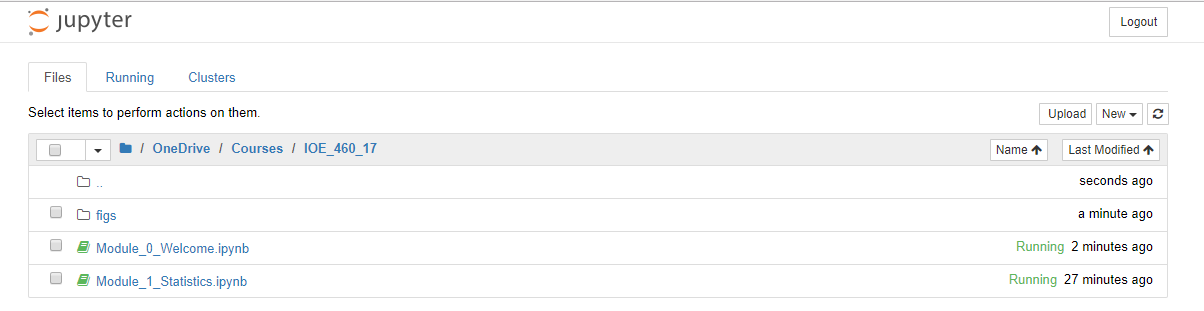 jupyter Logout
Files Running Clusters
Select items to perform actions on them. Upload New
/ OneDrive / Courses / IOE_460_17 Name Last Modified
.. seconds ago
figs a minute ago
Module_0_Welcome.ipynb Running 2 minutes ago
Module_1_Statistics.ipynb Running 27 minutes ago